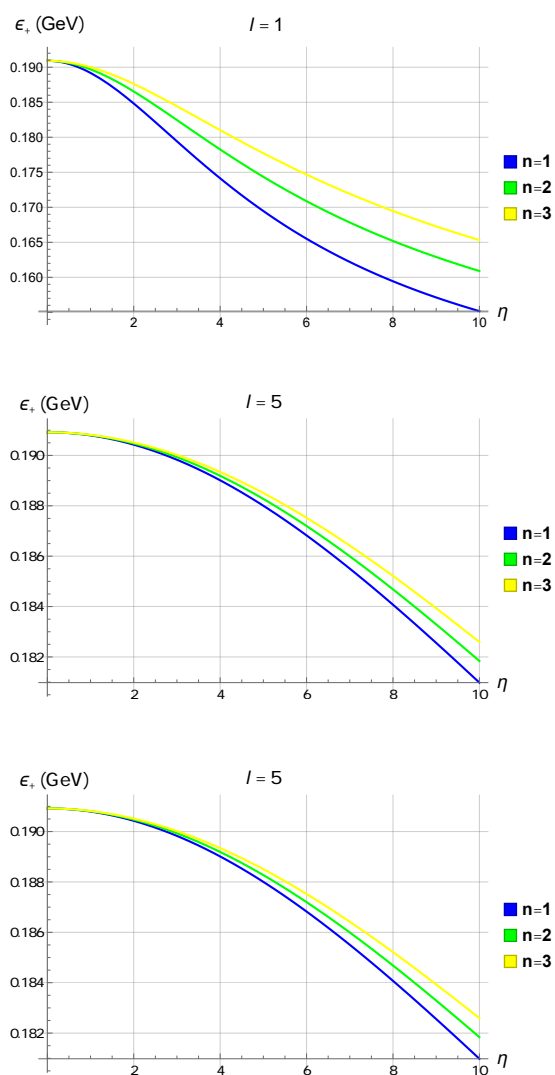 ϵ₊ (GeV)
l = 1
0.190
0.185
0.180
0.175
0.170
0.165
0.160
2 4 6 8 10 η
n=1
n=2
n=3
ϵ₊ (GeV)
l = 5
0.190
0.188
0.186
0.184
0.182
2 4 6 8 10 η
n=1
n=2
n=3
ϵ₊ (GeV)
l = 5
0.190
0.188
0.186
0.184
0.182
2 4 6 8 10 η
n=1
n=2
n=3